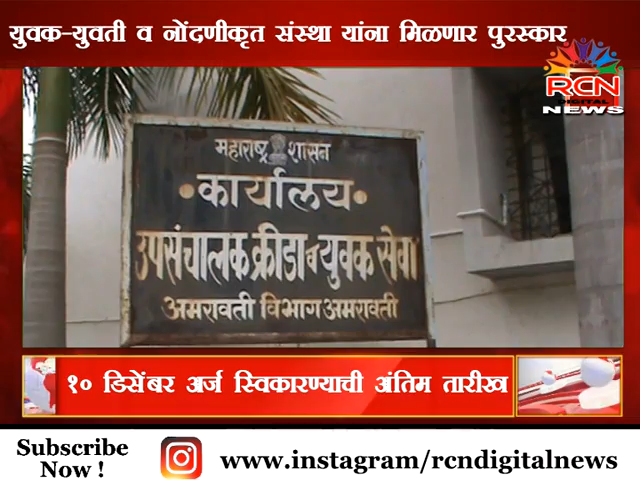 युवक-युवती व नोंदणीकृत संस्था यांना मिळणार पुरस्कार
RCN
DIGITAL
NEWS
महाराष्ट्र शासन
कार्यालय
उपसंचालक क्रीडा व युवक सेवा
अमरावती विभाग अमरावती
१० डिसेंबर अर्ज स्विकारण्याची अंतिम तारीख
Subscribe
Now !
www.instagram/rcndigitalnews